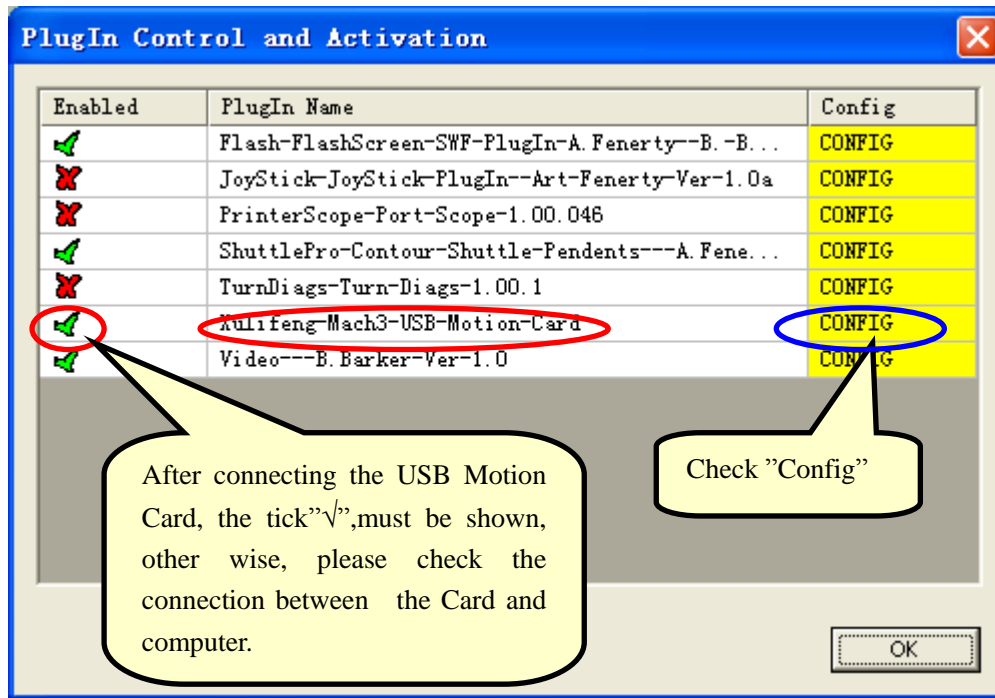 PlugIn Control and Activation
Enabled PlugIn Name Config
Flash-FlashScreen-SWF-PlugIn-A.Fenerty--B.-B... CONFIG
JoyStick-JoyStick-PlugIn--Art-Fenerty-Ver-1.0a CONFIG
PrinterScope-Port-Scope-1.00.046 CONFIG
ShuttlePro-Contour-Shuttle-Pendents---A.Fene... CONFIG
TurnDiags-Turn-Diags-1.00.1 CONFIG
Xulifeng-Mach3-USB-Motion-Card CONFIG
Video---B.Barker-Ver-1.0 CONFIG
After connecting the USB Motion
Card, the tick”√”,must be shown,
other wise, please check the
connection between the Card and
computer.
Check ”Config”
OK